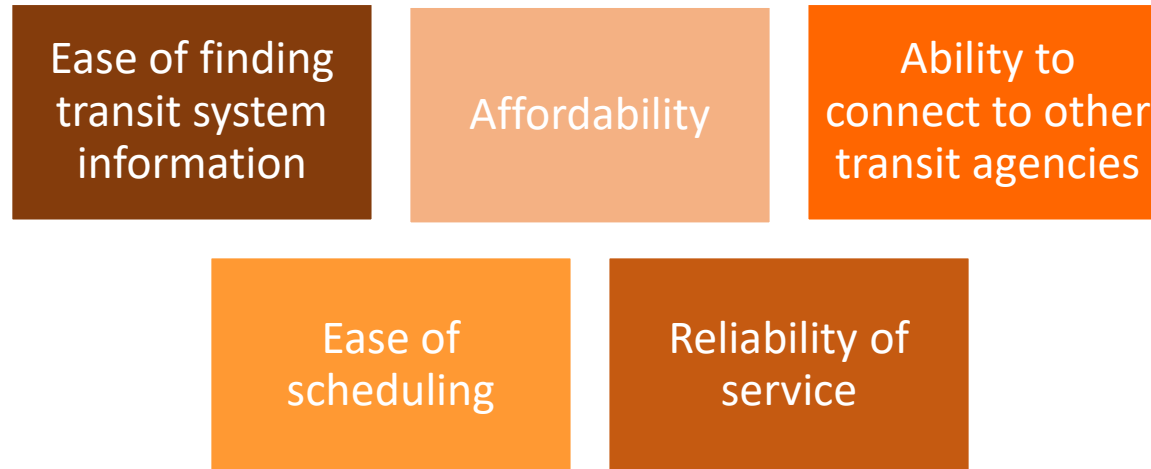 Ease of finding
transit system
information
Affordability
Ability to
connect to other
transit agencies
Ease of
scheduling
Reliability of
service